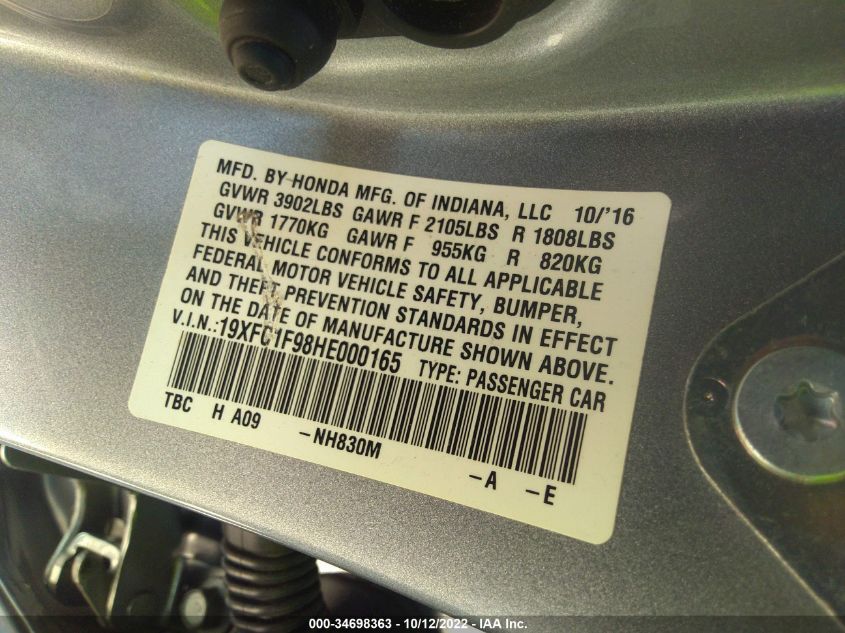 MFD. BY HONDA MFG. OF INDIANA, LLC 10/'16
GVWR 3902LBS GAWR F 2105LBS R 1808LBS
GVWR 1770KG GAWR F 955KG R 820KG
THIS VEHICLE CONFORMS TO ALL APPLICABLE
FEDERAL MOTOR VEHICLE SAFETY, BUMPER,
AND THEFT PREVENTION STANDARDS IN EFFECT
ON THE DATE OF MANUFACTURE SHOWN ABOVE.
V.I.N.:19XFC1F98HE000165 TYPE: PASSENGER CAR
TBC H A09 -NH830M -A -E
000-34698363 - 10/12/2022 - IAA Inc.